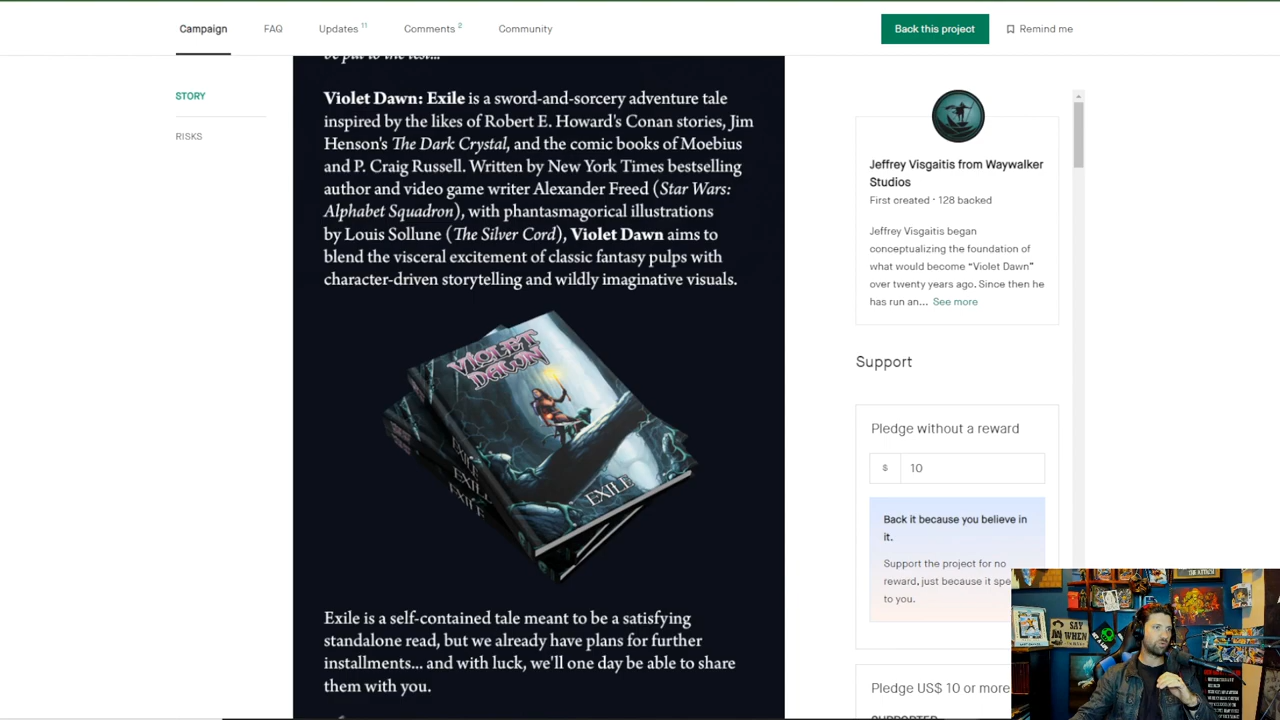 Campaign
FAQ
Updates 11
Comments 2
Community
Back this project
Remind me
STORY
RISKS
be put to the test...
Violet Dawn: Exile is a sword-and-sorcery adventure tale
inspired by the likes of Robert E. Howard's Conan stories, Jim
Henson's The Dark Crystal, and the comic books of Moebius
and P. Craig Russell. Written by New York Times bestselling
author and video game writer Alexander Freed (Star Wars:
Alphabet Squadron), with phantasmagorical illustrations
by Louis Sollune (The Silver Cord), Violet Dawn aims to
blend the visceral excitement of classic fantasy pulps with
character-driven storytelling and wildly imaginative visuals.
VIOLET
DAWN
EXILE
EXILE
EXILE
Exile is a self-contained tale meant to be a satisfying
standalone read, but we already have plans for further
installments... and with luck, we'll one day be able to share
them with you.
Jeffrey Visgaitis from Waywalker
Studios
First created · 128 backed
Jeffrey Visgaitis began
conceptualizing the foundation of
what would become “Violet Dawn”
over twenty years ago. Since then he
has run an... See more
Support
Pledge without a reward
$ 10
Back it because you believe in
it.
Support the project for no
reward, just because it spe
to you.
Pledge US$ 10 or more
SUPPORTED
SAY
WHEN